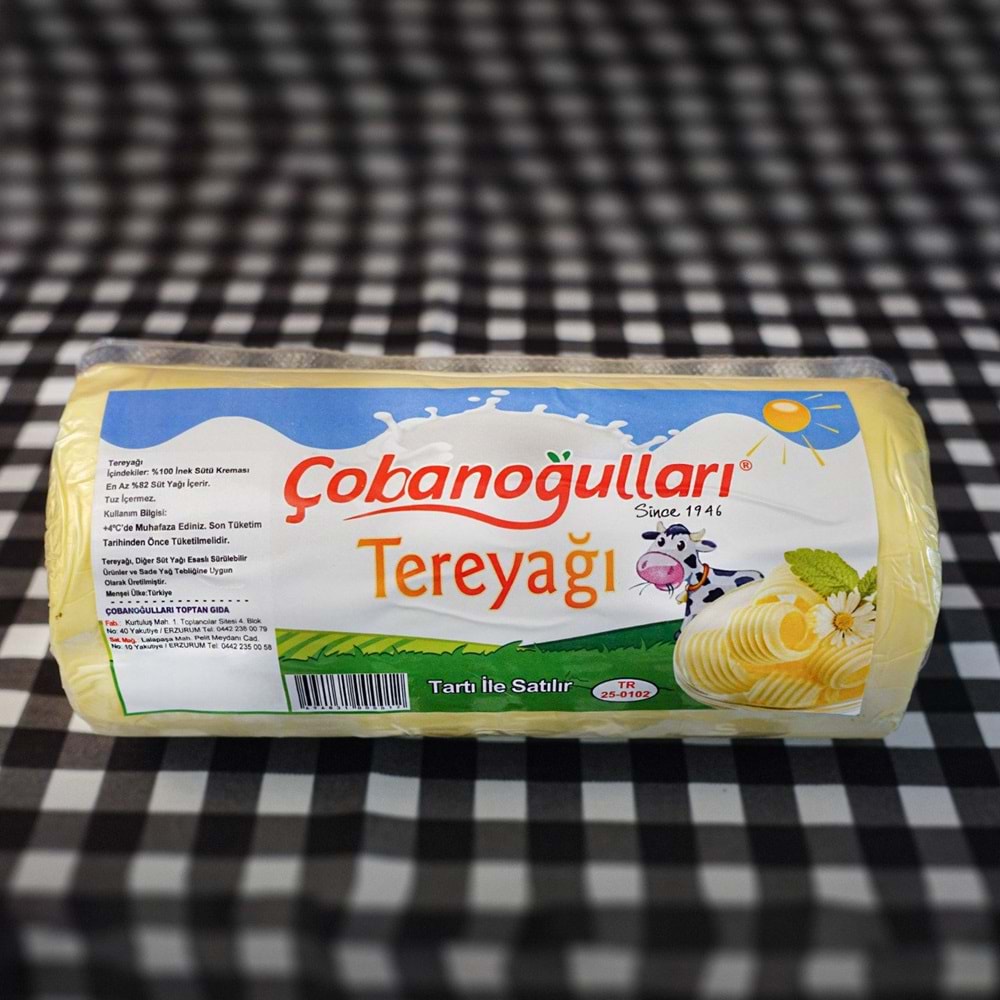 Tereyağı
İçindekiler: %100 İnek Sütü Kreması
En Az %82 Süt Yağı İçerir.
Tuz İçermez.
Kullanım Bilgisi:
+4°C'de Muhafaza Ediniz. Son Tüketim
Tarihinden Önce Tüketilmelidir.
Tereyağı, Diğer Süt Yağı Esaslı Sürülebilir
Ürünler ve Sade Yağ Tebliğine Uygun
Olarak Üretilmiştir.
Menşei Ülke:Türkiye
ÇOBANOĞULLARI TOPTAN GIDA
Fab.: Kurtuluş Mah. 1. Toptancılar Sitesi 4. Blok
No: 40 Yakutiye / ERZURUM Tel: 0442 238 00 79
Sat. Mağ.: Lalapaşa Mah. Pelit Meydanı Cad.
No: 10 Yakutiye / ERZURUM Tel: 0442 235 00 58
Çobanoğulları®
Since 1946
Tereyağı
Tartı İle Satılır
TR
25-0102